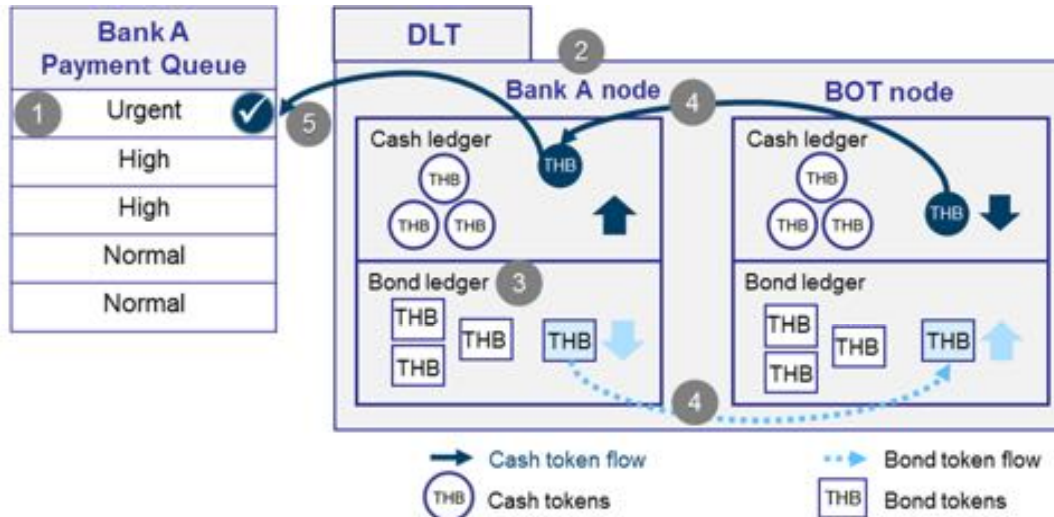 Bank A
Payment Queue
1
Urgent
5
High
High
Normal
Normal
DLT
2
Bank A node
4
BOT node
Cash ledger
THB
THB
THB THB
Cash ledger
THB
THB
THB THB
Bond ledger
3
THB
THB
THB
THB
Bond ledger
THB
THB
THB
THB
4
Cash token flow
Bond token flow
THB
Cash tokens
THB
Bond tokens